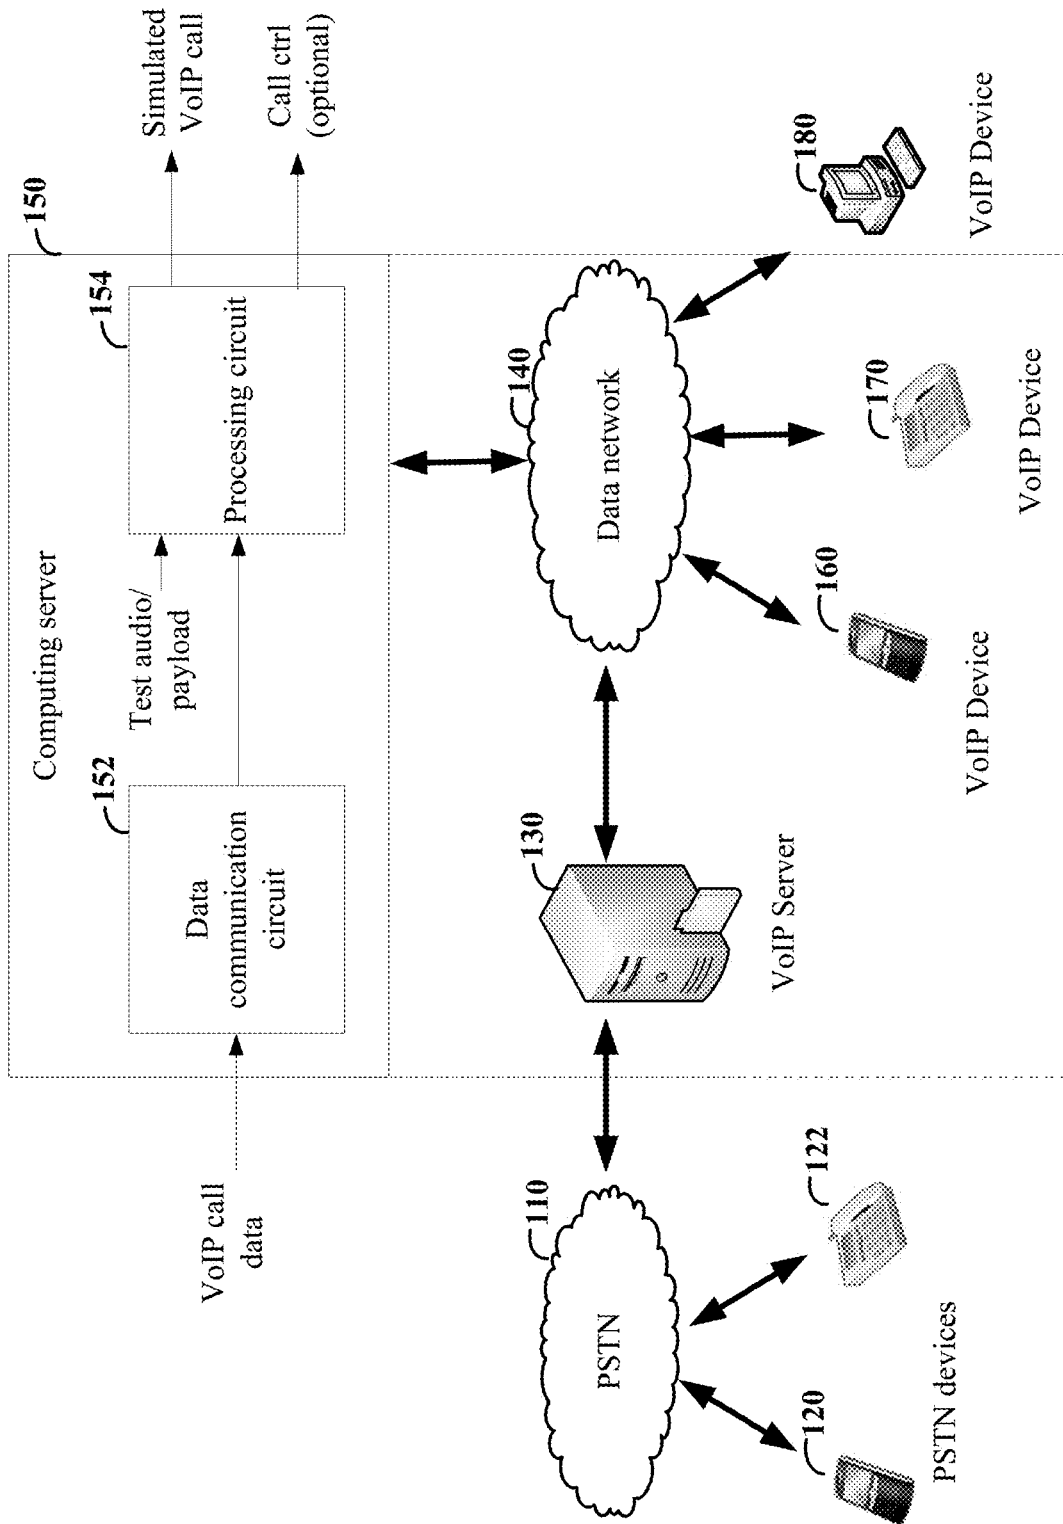 Computing server
150
VoIP call
data
152
Data
communication
circuit
Test audio/
payload
154
Processing circuit
Simulated
VoIP call
Call ctrl
(optional)
110
PSTN
130
VoIP Server
140
Data network
120
122
PSTN devices
160
VoIP Device
170
VoIP Device
180
VoIP Device